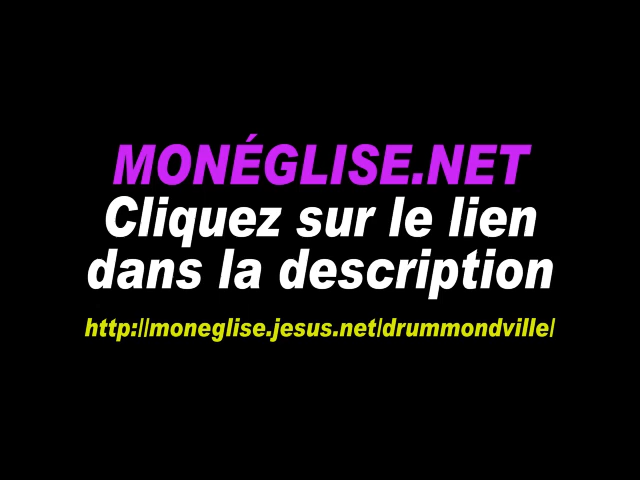 MONÉGLISE.NET
Cliquez sur le lien
dans la description
http://moneglise.jesus.net/drummondville/